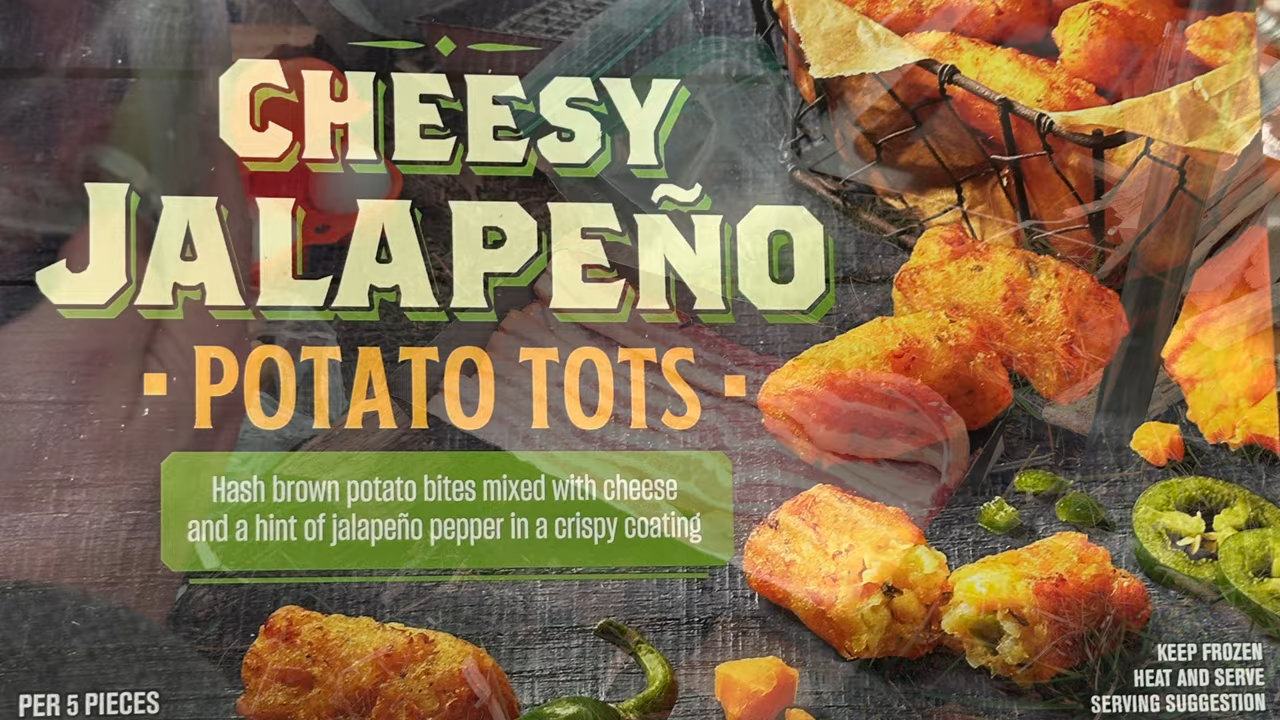 CHEESY
JALAPEÑO
POTATO TOTS
Hash brown potato bites mixed with cheese
and a hint of jalapeño pepper in a crispy coating
PER 5 PIECES
KEEP FROZEN
HEAT AND SERVE
SERVING SUGGESTION